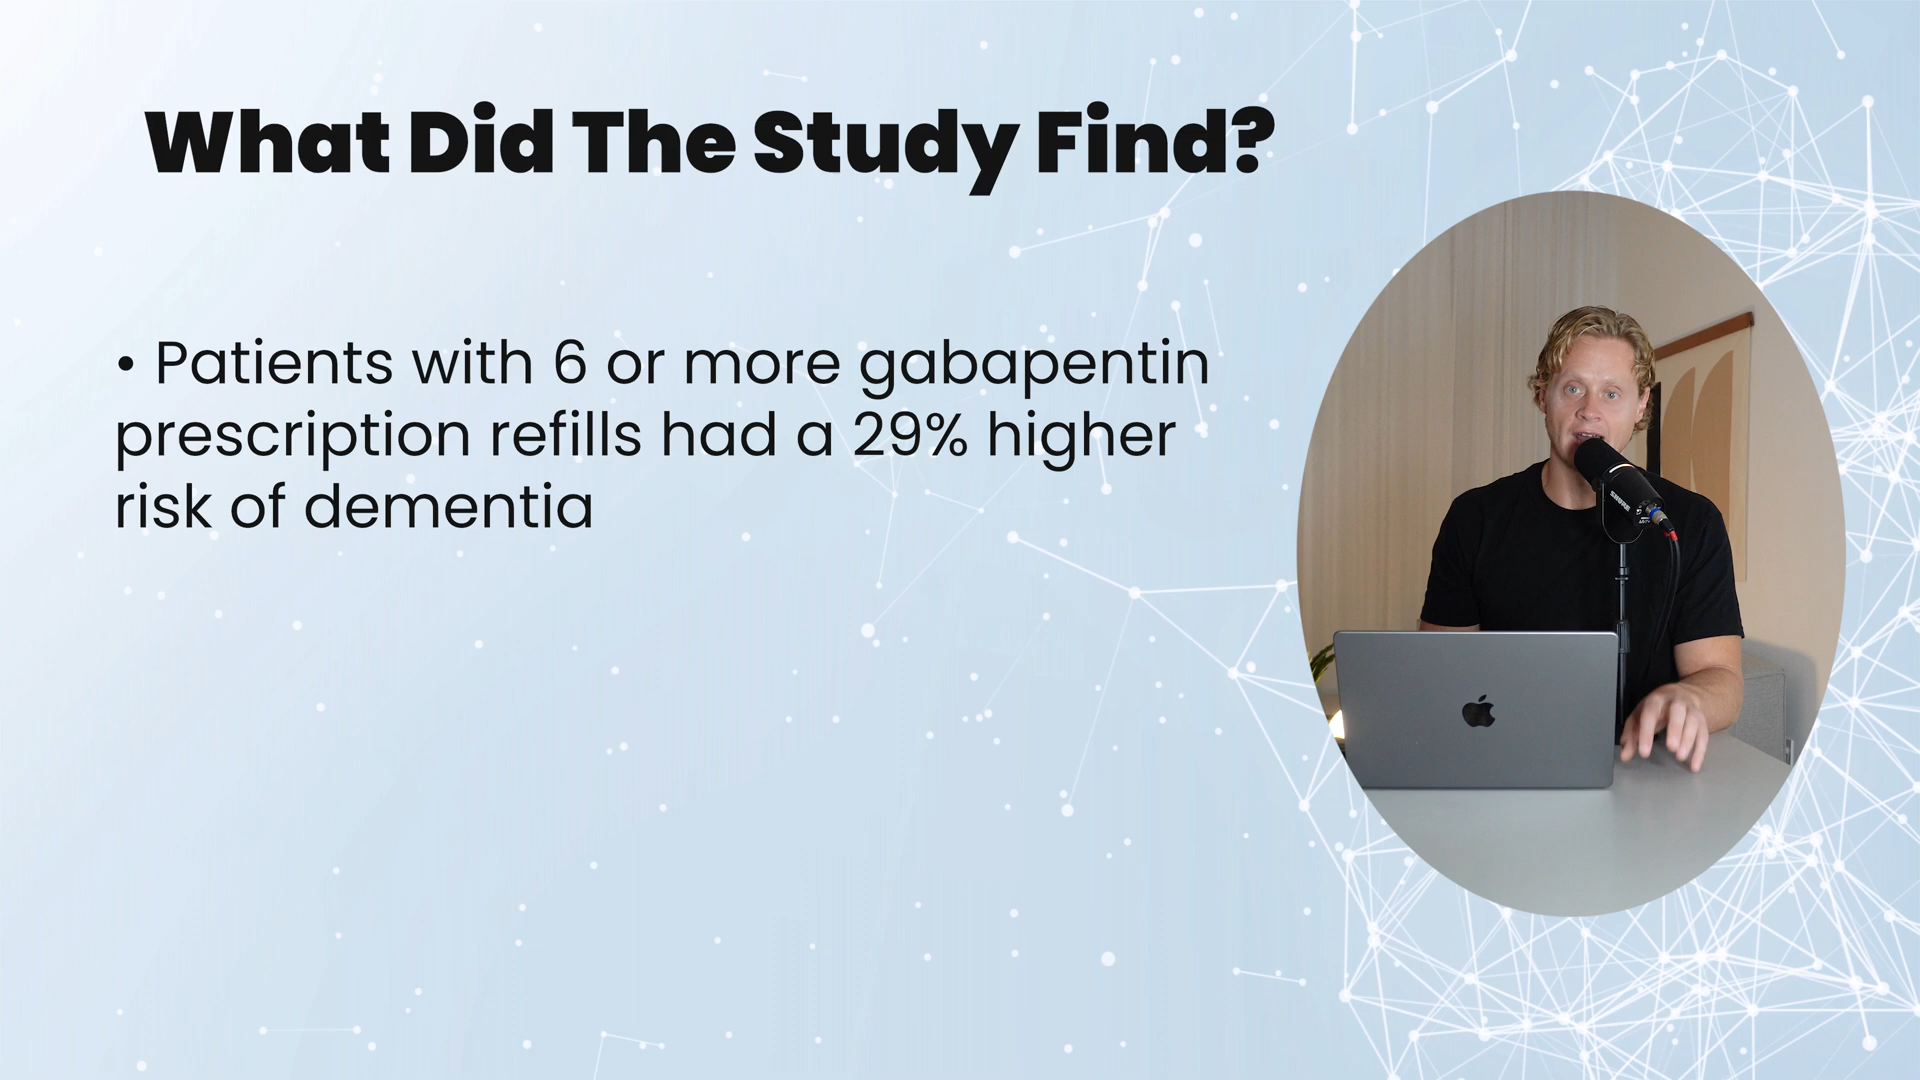 What Did The Study Find?
• Patients with 6 or more gabapentin
prescription refills had a 29% higher
risk of dementia
SHURE